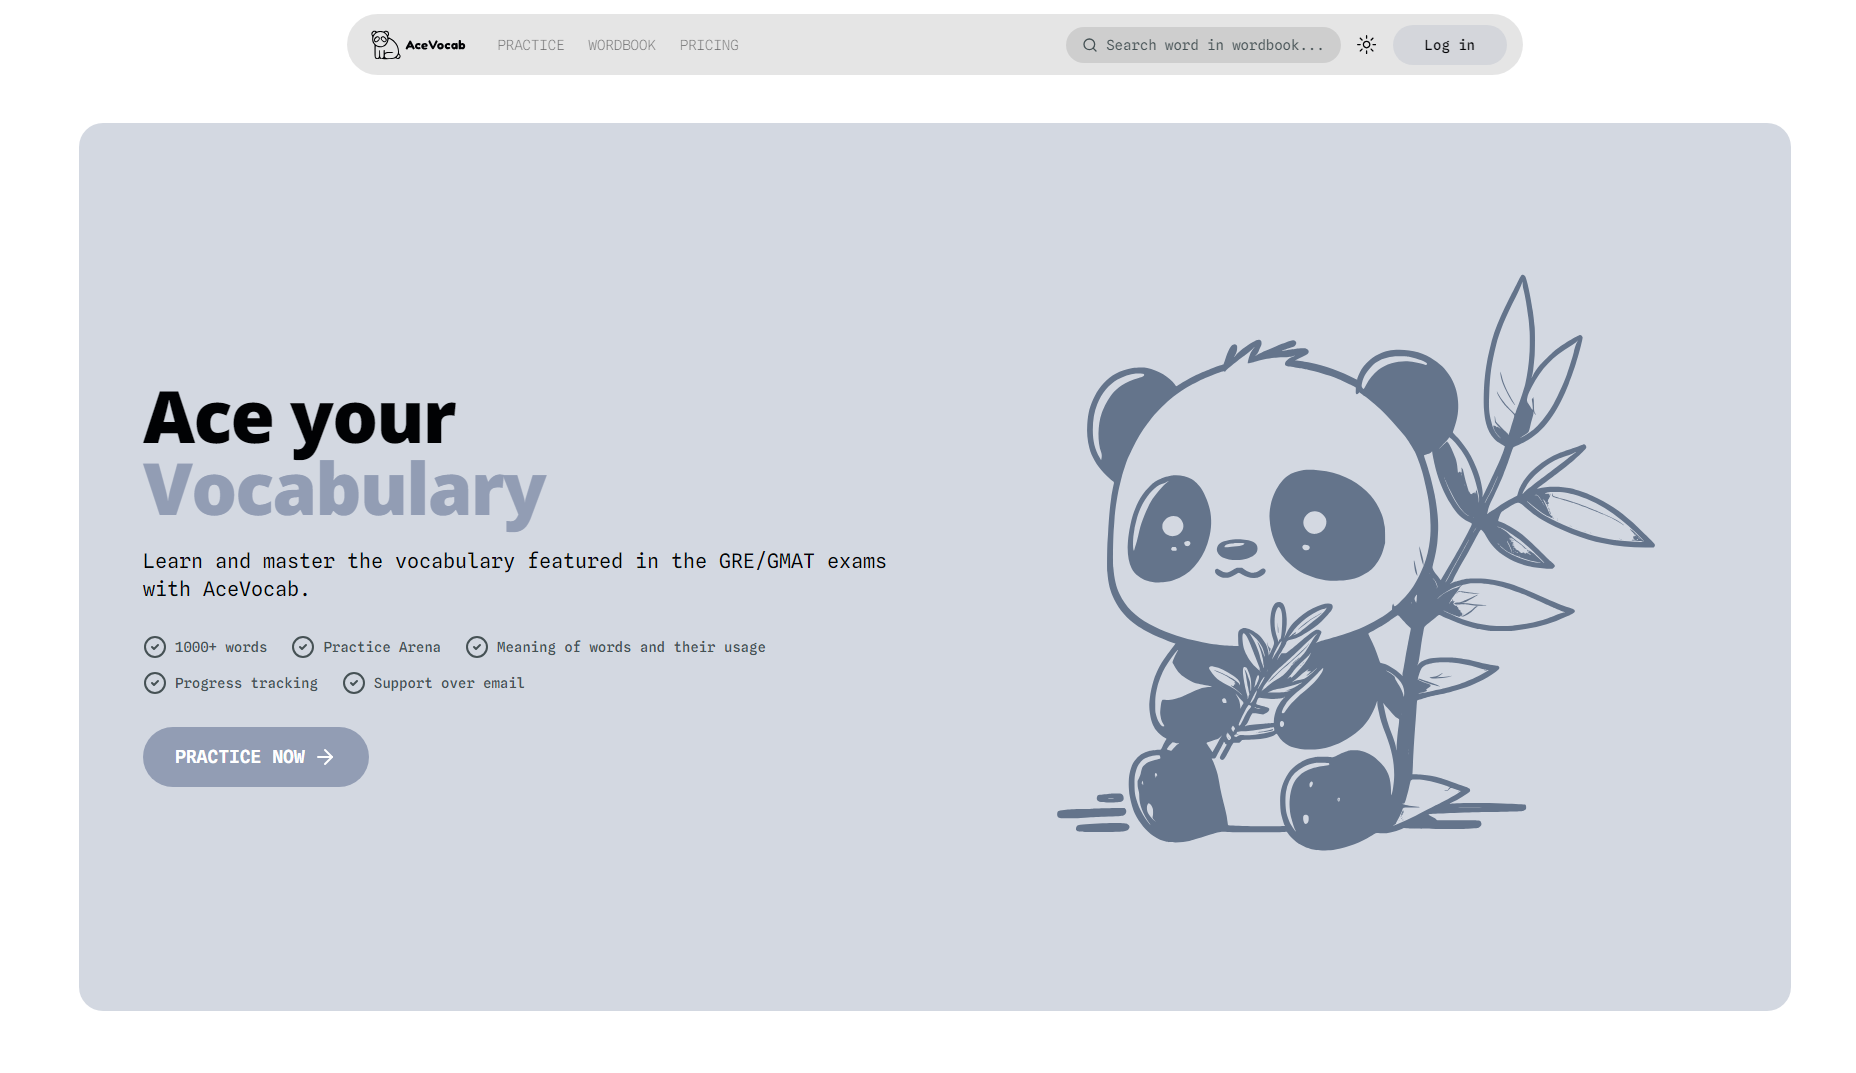 AceVocab
PRACTICE
WORDBOOK
PRICING
Search word in wordbook...
Log in
Ace your
Vocabulary
Learn and master the vocabulary featured in the GRE/GMAT exams
with AceVocab.
1000+ words
Practice Arena
Meaning of words and their usage
Progress tracking
Support over email
PRACTICE NOW